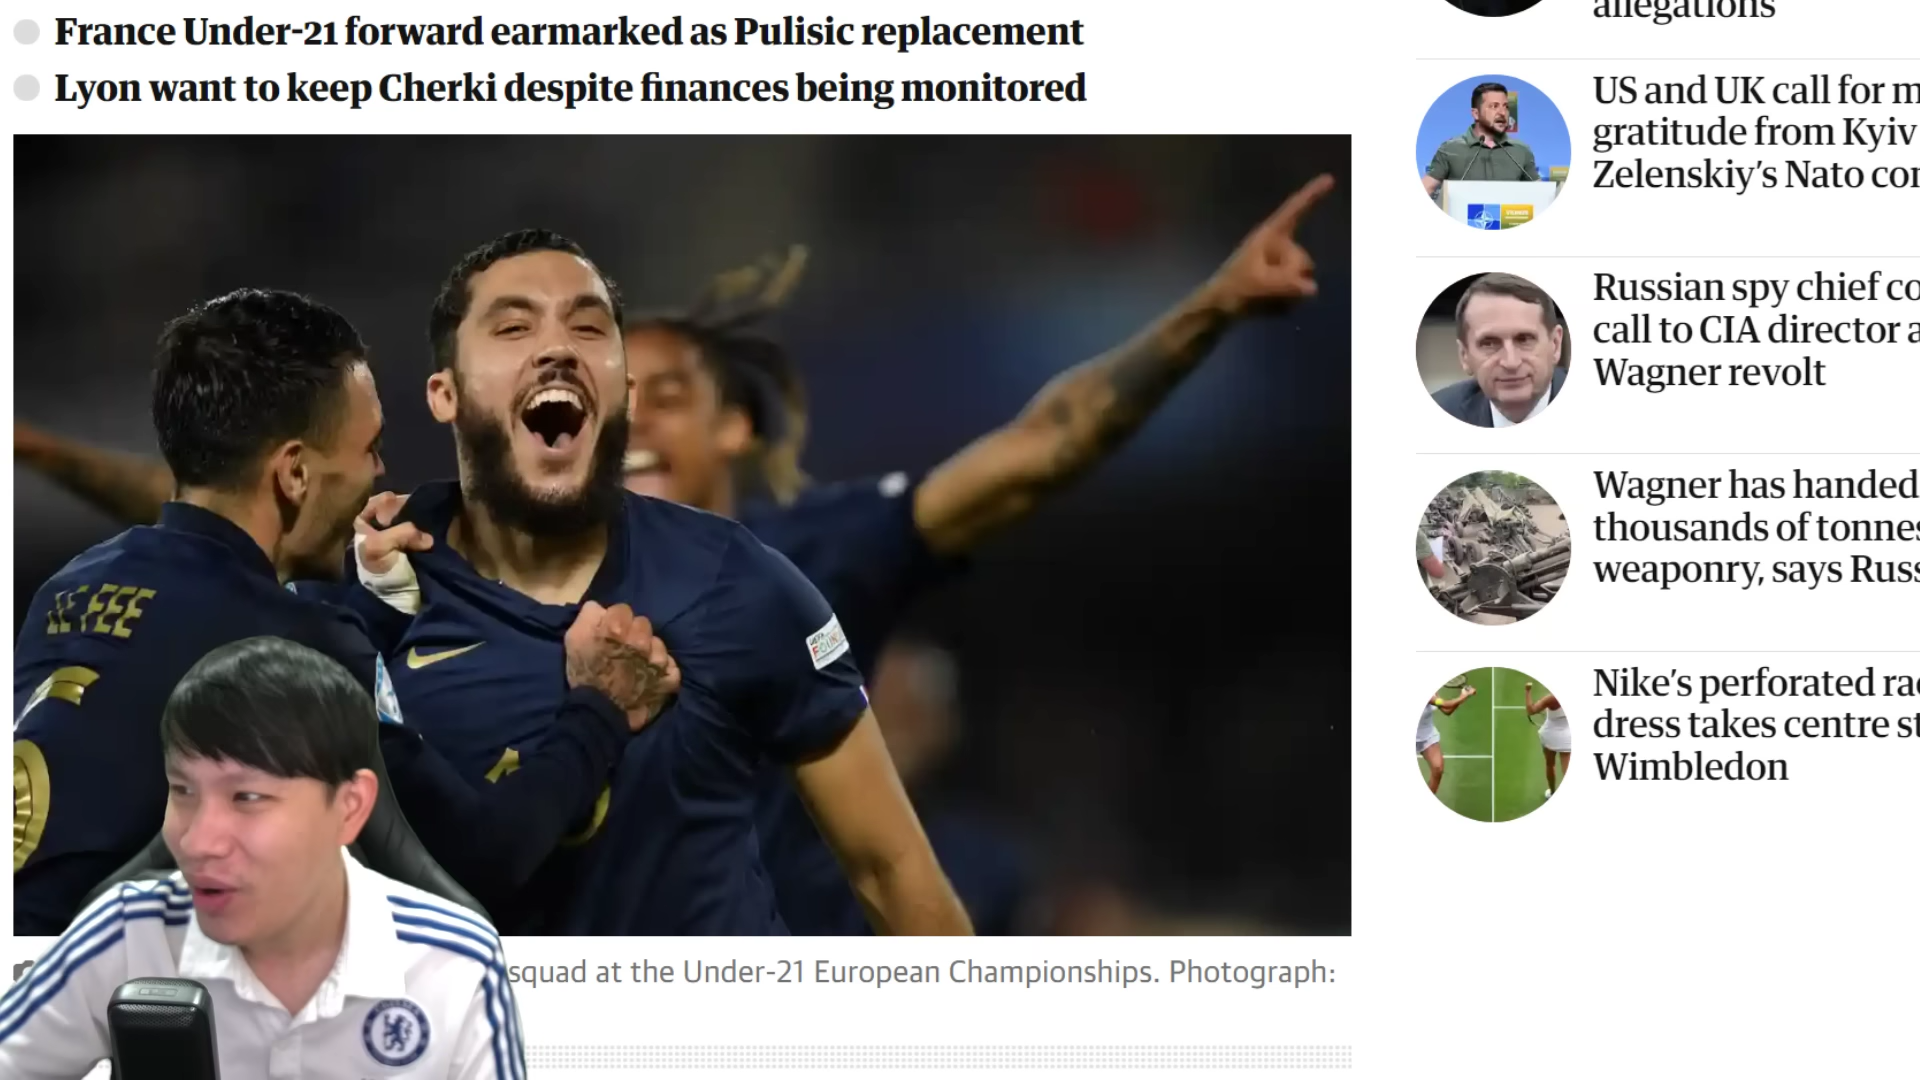 France Under-21 forward earmarked as Pulisic replacement
Lyon want to keep Cherki despite finances being monitored
LE FEE
squad at the Under-21 European Championships. Photograph:
allegations
US and UK call for m
gratitude from Kyiv
Zelenskiy's Nato co
Russian spy chief co
call to CIA director a
Wagner revolt
Wagner has handed
thousands of tonnes
weaponry, says Russ
Nike's perforated ra
dress takes centre st
Wimbledon